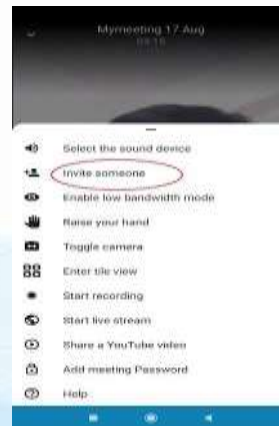 Mymeeting 17 Aug
Select the sound device
Invite someone
Enable low bandwidth mode
Raise your hand
Toggle camera
Enter tile view
Start recording
Start live stream
Share a YouTube video
Add meeting Password
Help